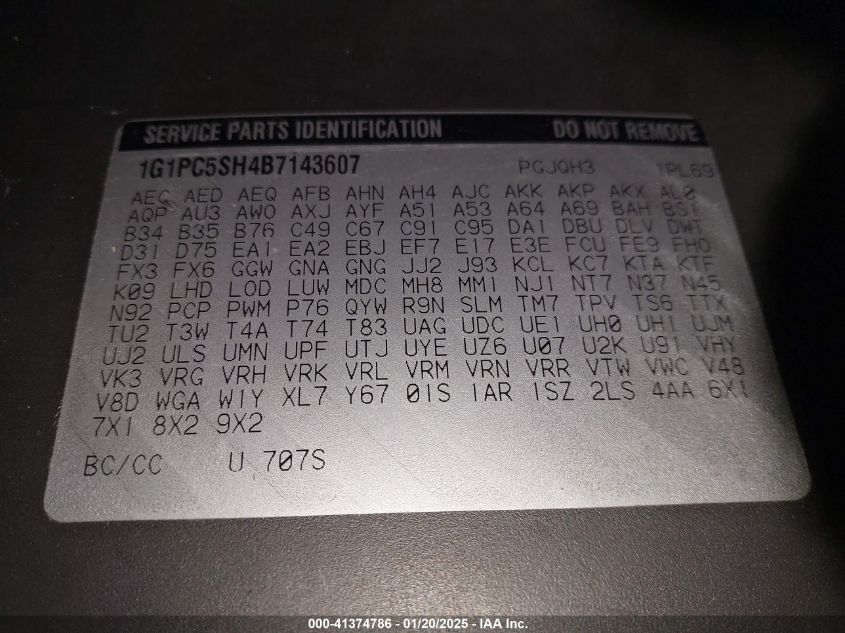 SERVICE PARTS IDENTIFICATION DO NOT REMOVE
1G1PC5SH4B7143607 PGJQH3 1PL69
AEC AED AEQ AFB AHN AH4 AJC AKK AKP AKX AL0
AQP AU3 AWO AXJ AYF A51 A53 A64 A69 BAH BS1
B34 B35 B76 C49 C67 C91 C95 DA1 DBU DLV DWT
D31 D75 EA1 EA2 EBJ EF7 E17 E3E FCU FE9 FHO
FX3 FX6 GGW GNA GNG JJ2 J93 KCL KC7 KTA KTF
K09 LHD LOD LUW MDC MH8 MM1 NJ1 NT7 N37 N45
N92 PCP PWM P76 QYW R9N SLM TM7 TPV TS6 TTX
TU2 T3W T4A T74 T83 UAG UDC UE1 UH0 UH1 UJM
UJ2 ULS UMN UPF UTJ UYE UZ6 U07 U2K U91 VHY
VK3 VRG VRH VRK VRL VRM VRN VRR VTW VWC V48
V8D WGA W1Y XL7 Y67 01S 1AR 1SZ 2LS 4AA 6X1
7X1 8X2 9X2
BC/CC U 707S
000-41374786 - 01/20/2025 - IAA Inc.